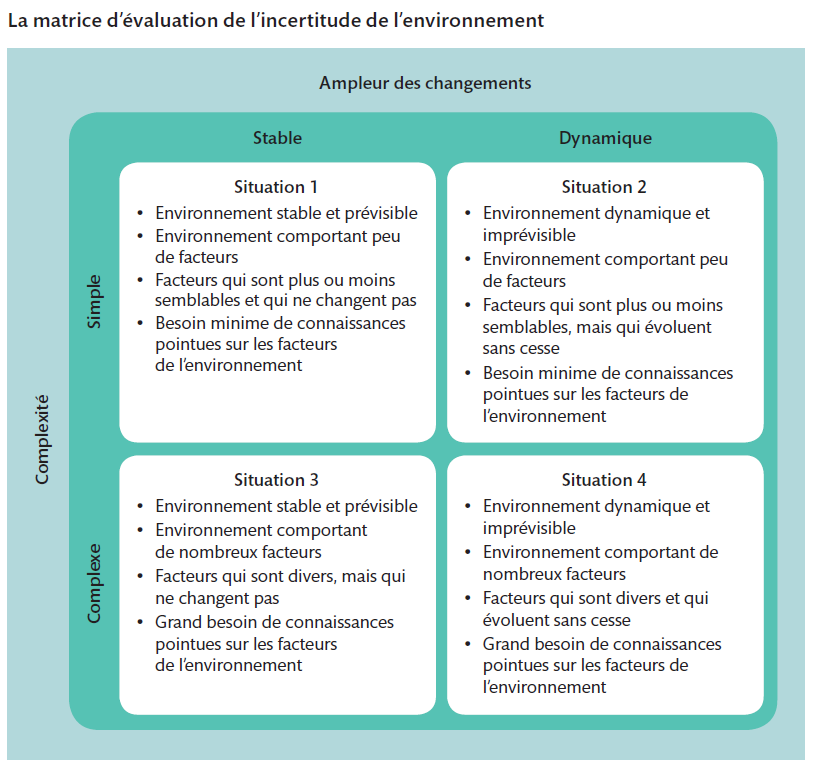 La matrice d’évaluation de l’incertitude de l’environnement
Ampleur des changements
Stable
Dynamique
Complexité
Simple
Situation 1
• Environnement stable et prévisible
• Environnement comportant peu
de facteurs
• Facteurs qui sont plus ou moins
semblables et qui ne changent pas
• Besoin minime de connaissances
pointues sur les facteurs
de l’environnement
Situation 2
• Environnement dynamique et
imprévisible
• Environnement comportant peu
de facteurs
• Facteurs qui sont plus ou moins
semblables, mais qui évoluent
sans cesse
• Besoin minime de connaissances
pointues sur les facteurs de
l’environnement
Complexe
Situation 3
• Environnement stable et prévisible
• Environnement comportant
de nombreux facteurs
• Facteurs qui sont divers, mais qui
ne changent pas
• Grand besoin de connaissances
pointues sur les facteurs
de l’environnement
Situation 4
• Environnement dynamique et
imprévisible
• Environnement comportant de
nombreux facteurs
• Facteurs qui sont divers et qui
évoluent sans cesse
• Grand besoin de connaissances
pointues sur les facteurs de
l’environnement